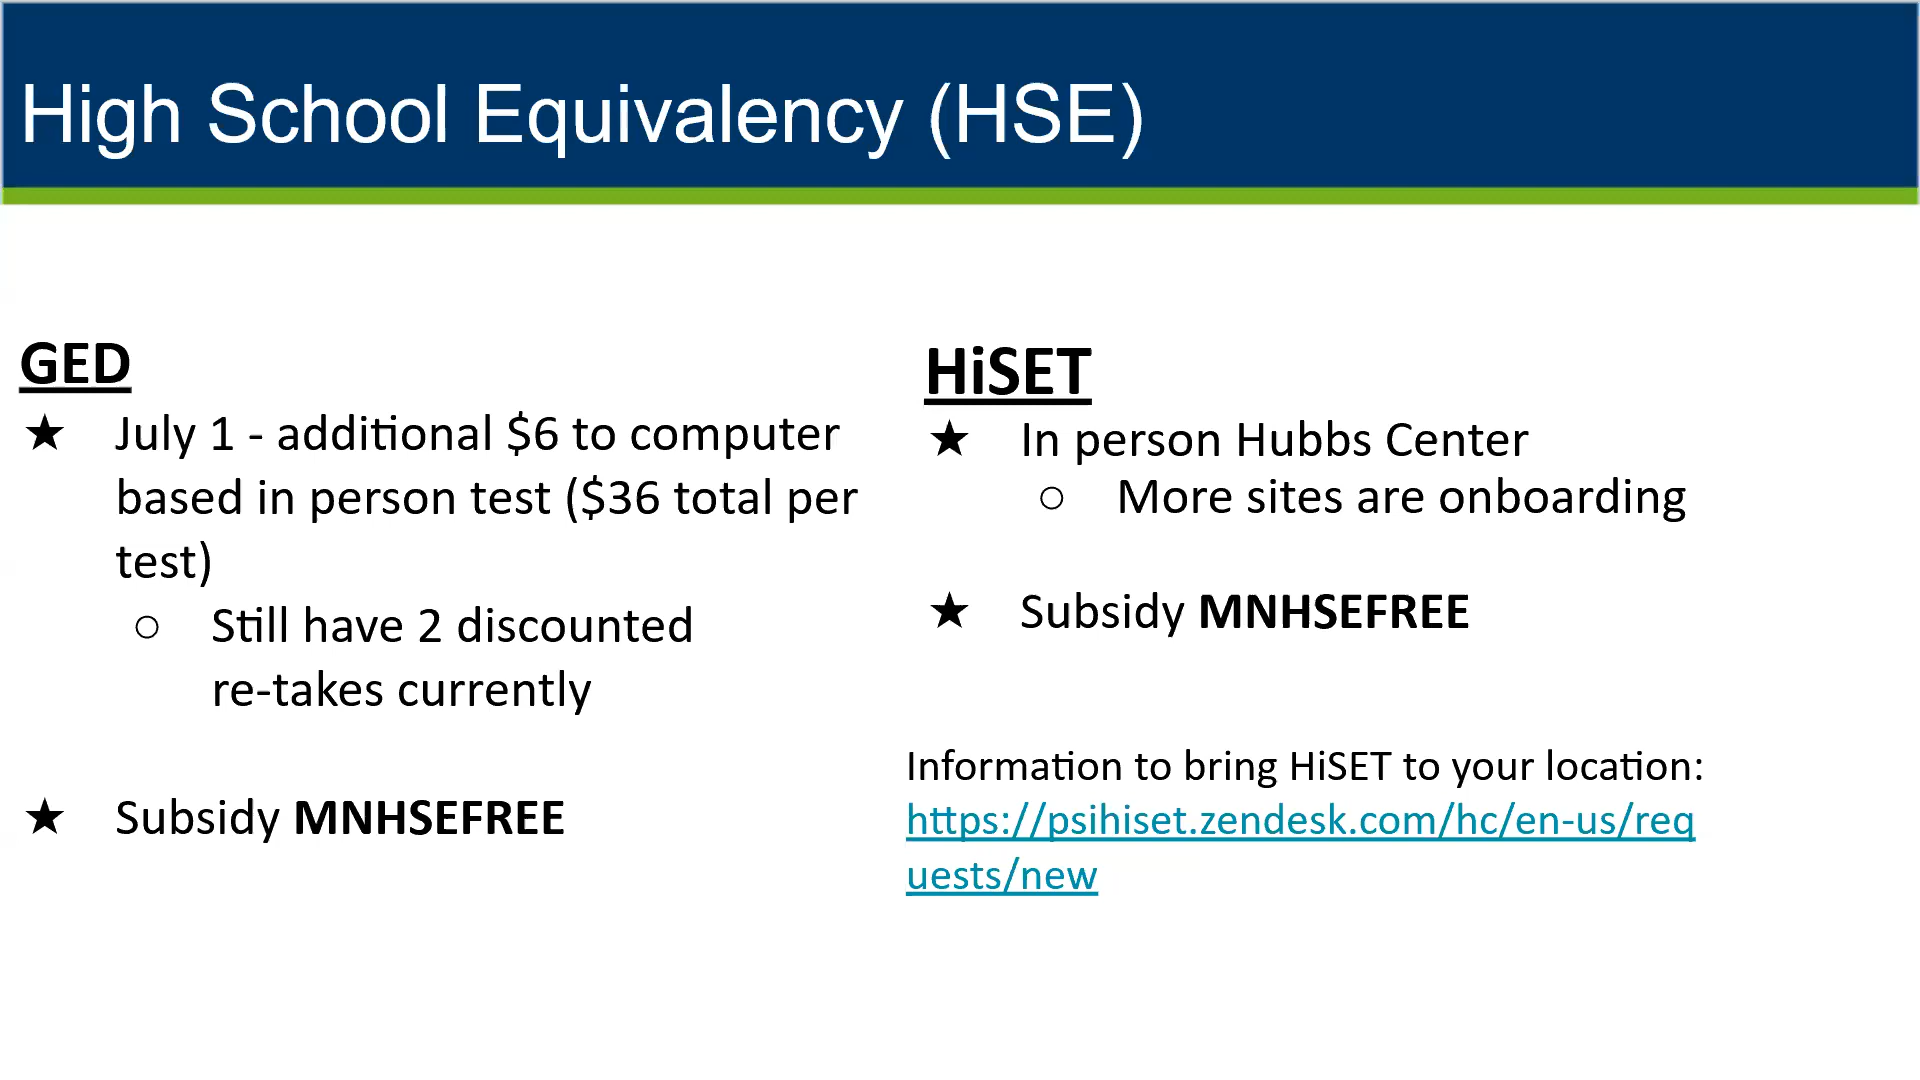 High School Equivalency (HSE)
GED
★ July 1 - additional $6 to computer
based in person test ($36 total per
test)
○ Still have 2 discounted
re-takes currently
★ Subsidy MNHSEFREE
HiSET
★ In person Hubbs Center
○ More sites are onboarding
★ Subsidy MNHSEFREE
Information to bring HiSET to your location:
https://psihiset.zendesk.com/hc/en-us/req
uests/new